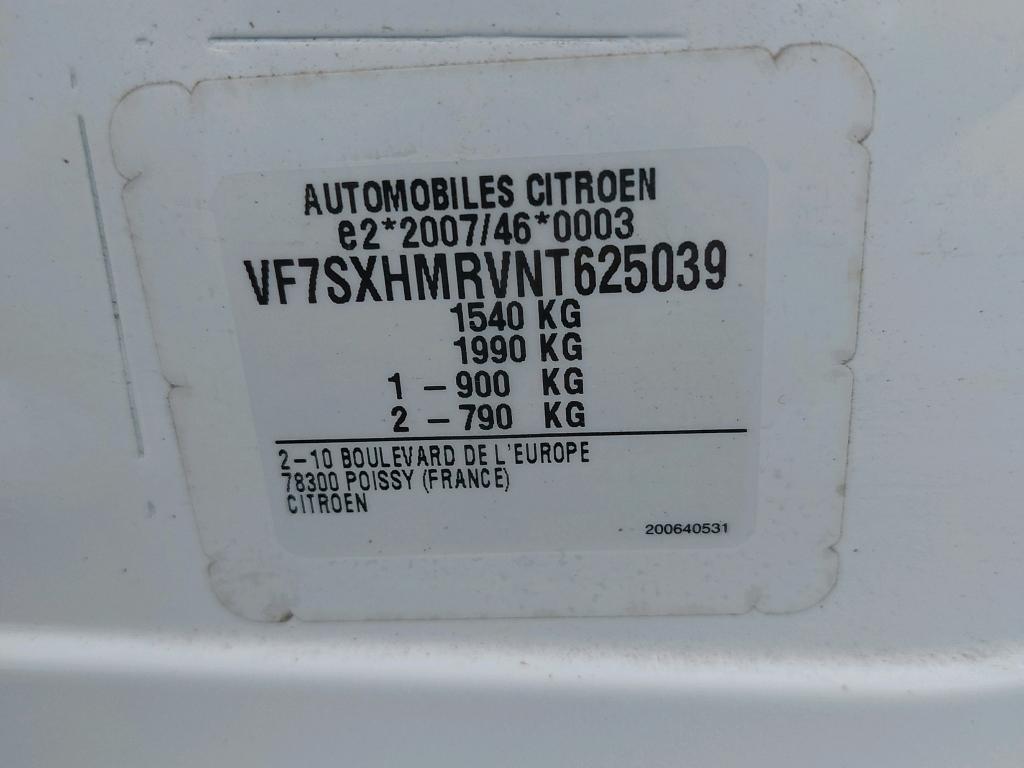 AUTOMOBILES CITROEN
e2*2007/46*0003
VF7SXHMRVNT625039
1540 KG
1990 KG
1 -900 KG
2 -790 KG
2-10 BOULEVARD DE L'EUROPE
78300 POISSY (FRANCE)
CITROEN
200640531